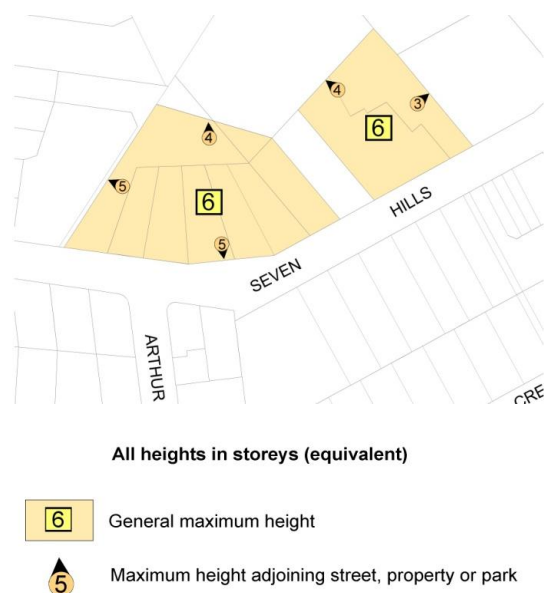 4
3
6
4
5
6
HILLS
5
SEVEN
ARTHUR
CRE
All heights in storeys (equivalent)
6 General maximum height
5 Maximum height adjoining street, property or park